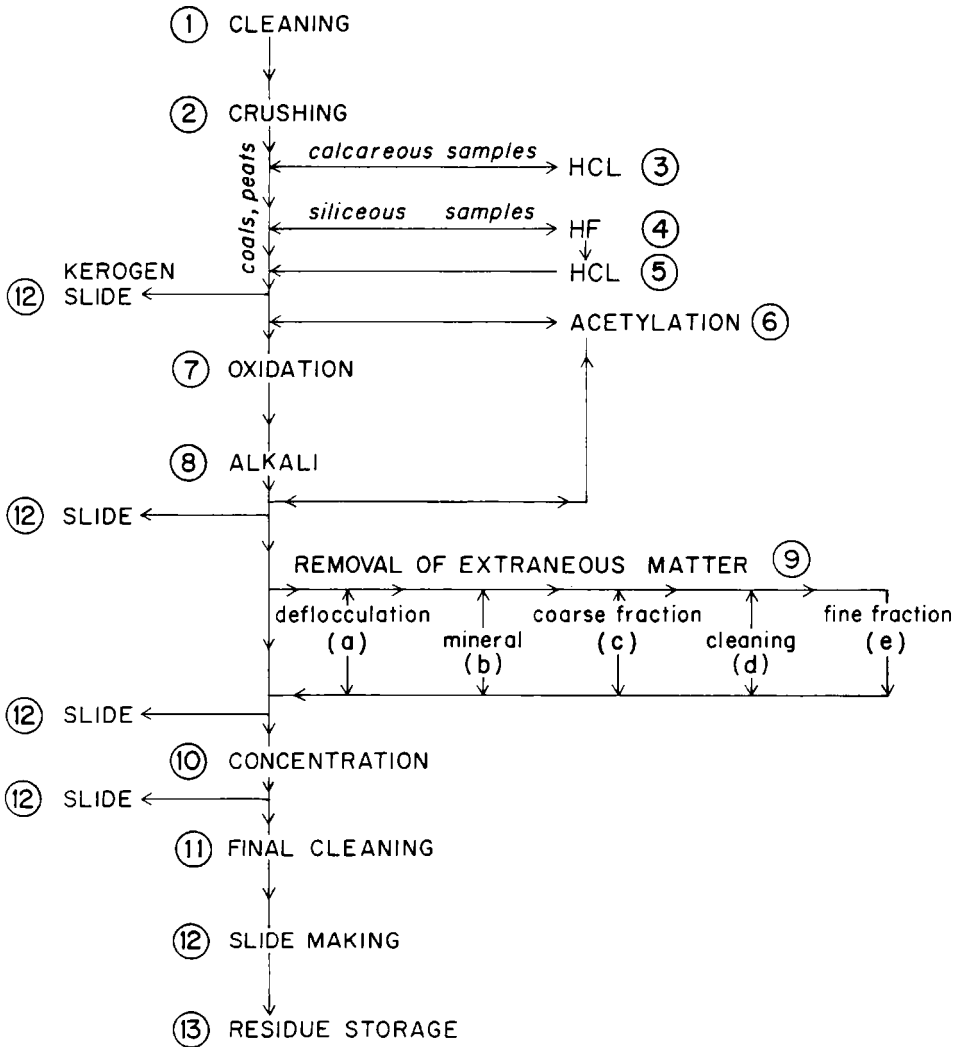 1 CLEANING
2 CRUSHING
calcareous samples
HCL 3
coals, peats
siliceous samples
HF 4
HCL 5
KEROGEN
12 SLIDE
ACETYLATION 6
7 OXIDATION
8 ALKALI
12 SLIDE
REMOVAL OF EXTRANEOUS MATTER 9
deflocculation
(a)
mineral
(b)
coarse fraction
(c)
cleaning
(d)
fine fraction
(e)
12 SLIDE
10 CONCENTRATION
12 SLIDE
11 FINAL CLEANING
12 SLIDE MAKING
13 RESIDUE STORAGE